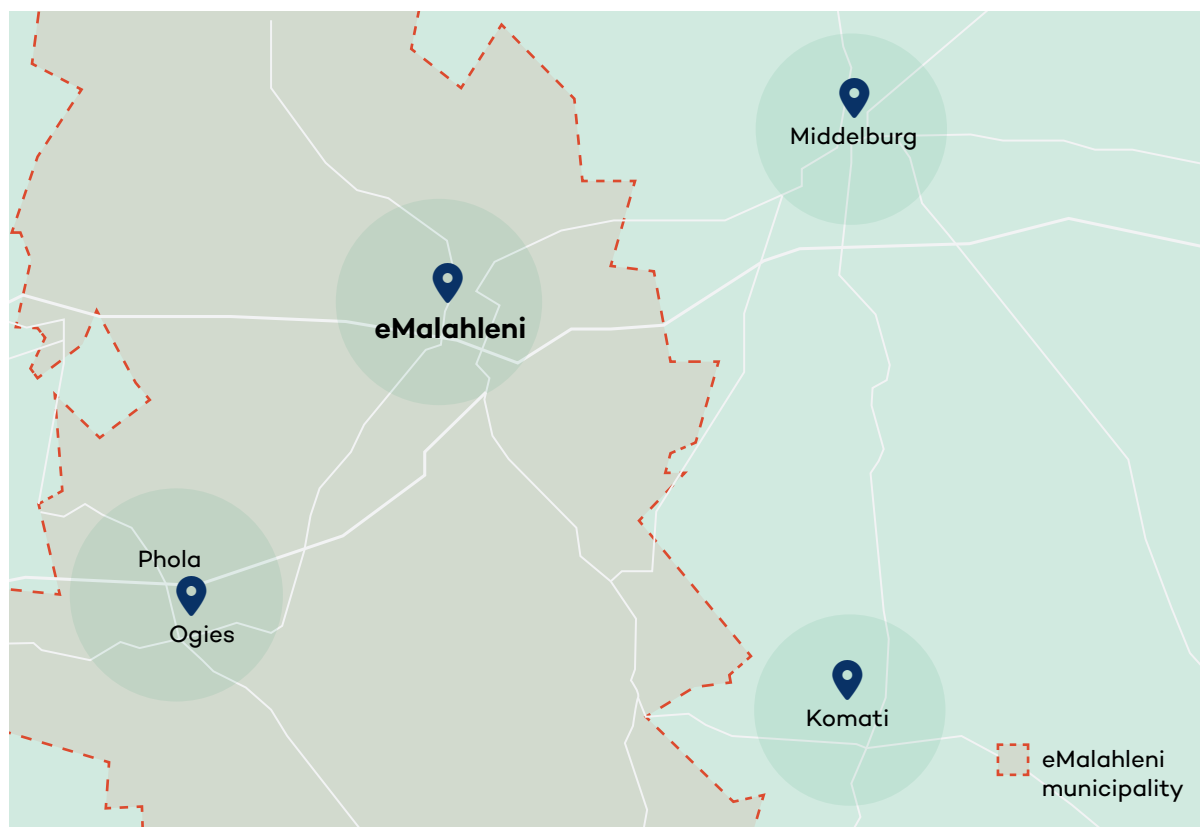 Middelburg
eMalahleni
Phola
Ogies
Komati
eMalahleni
municipality